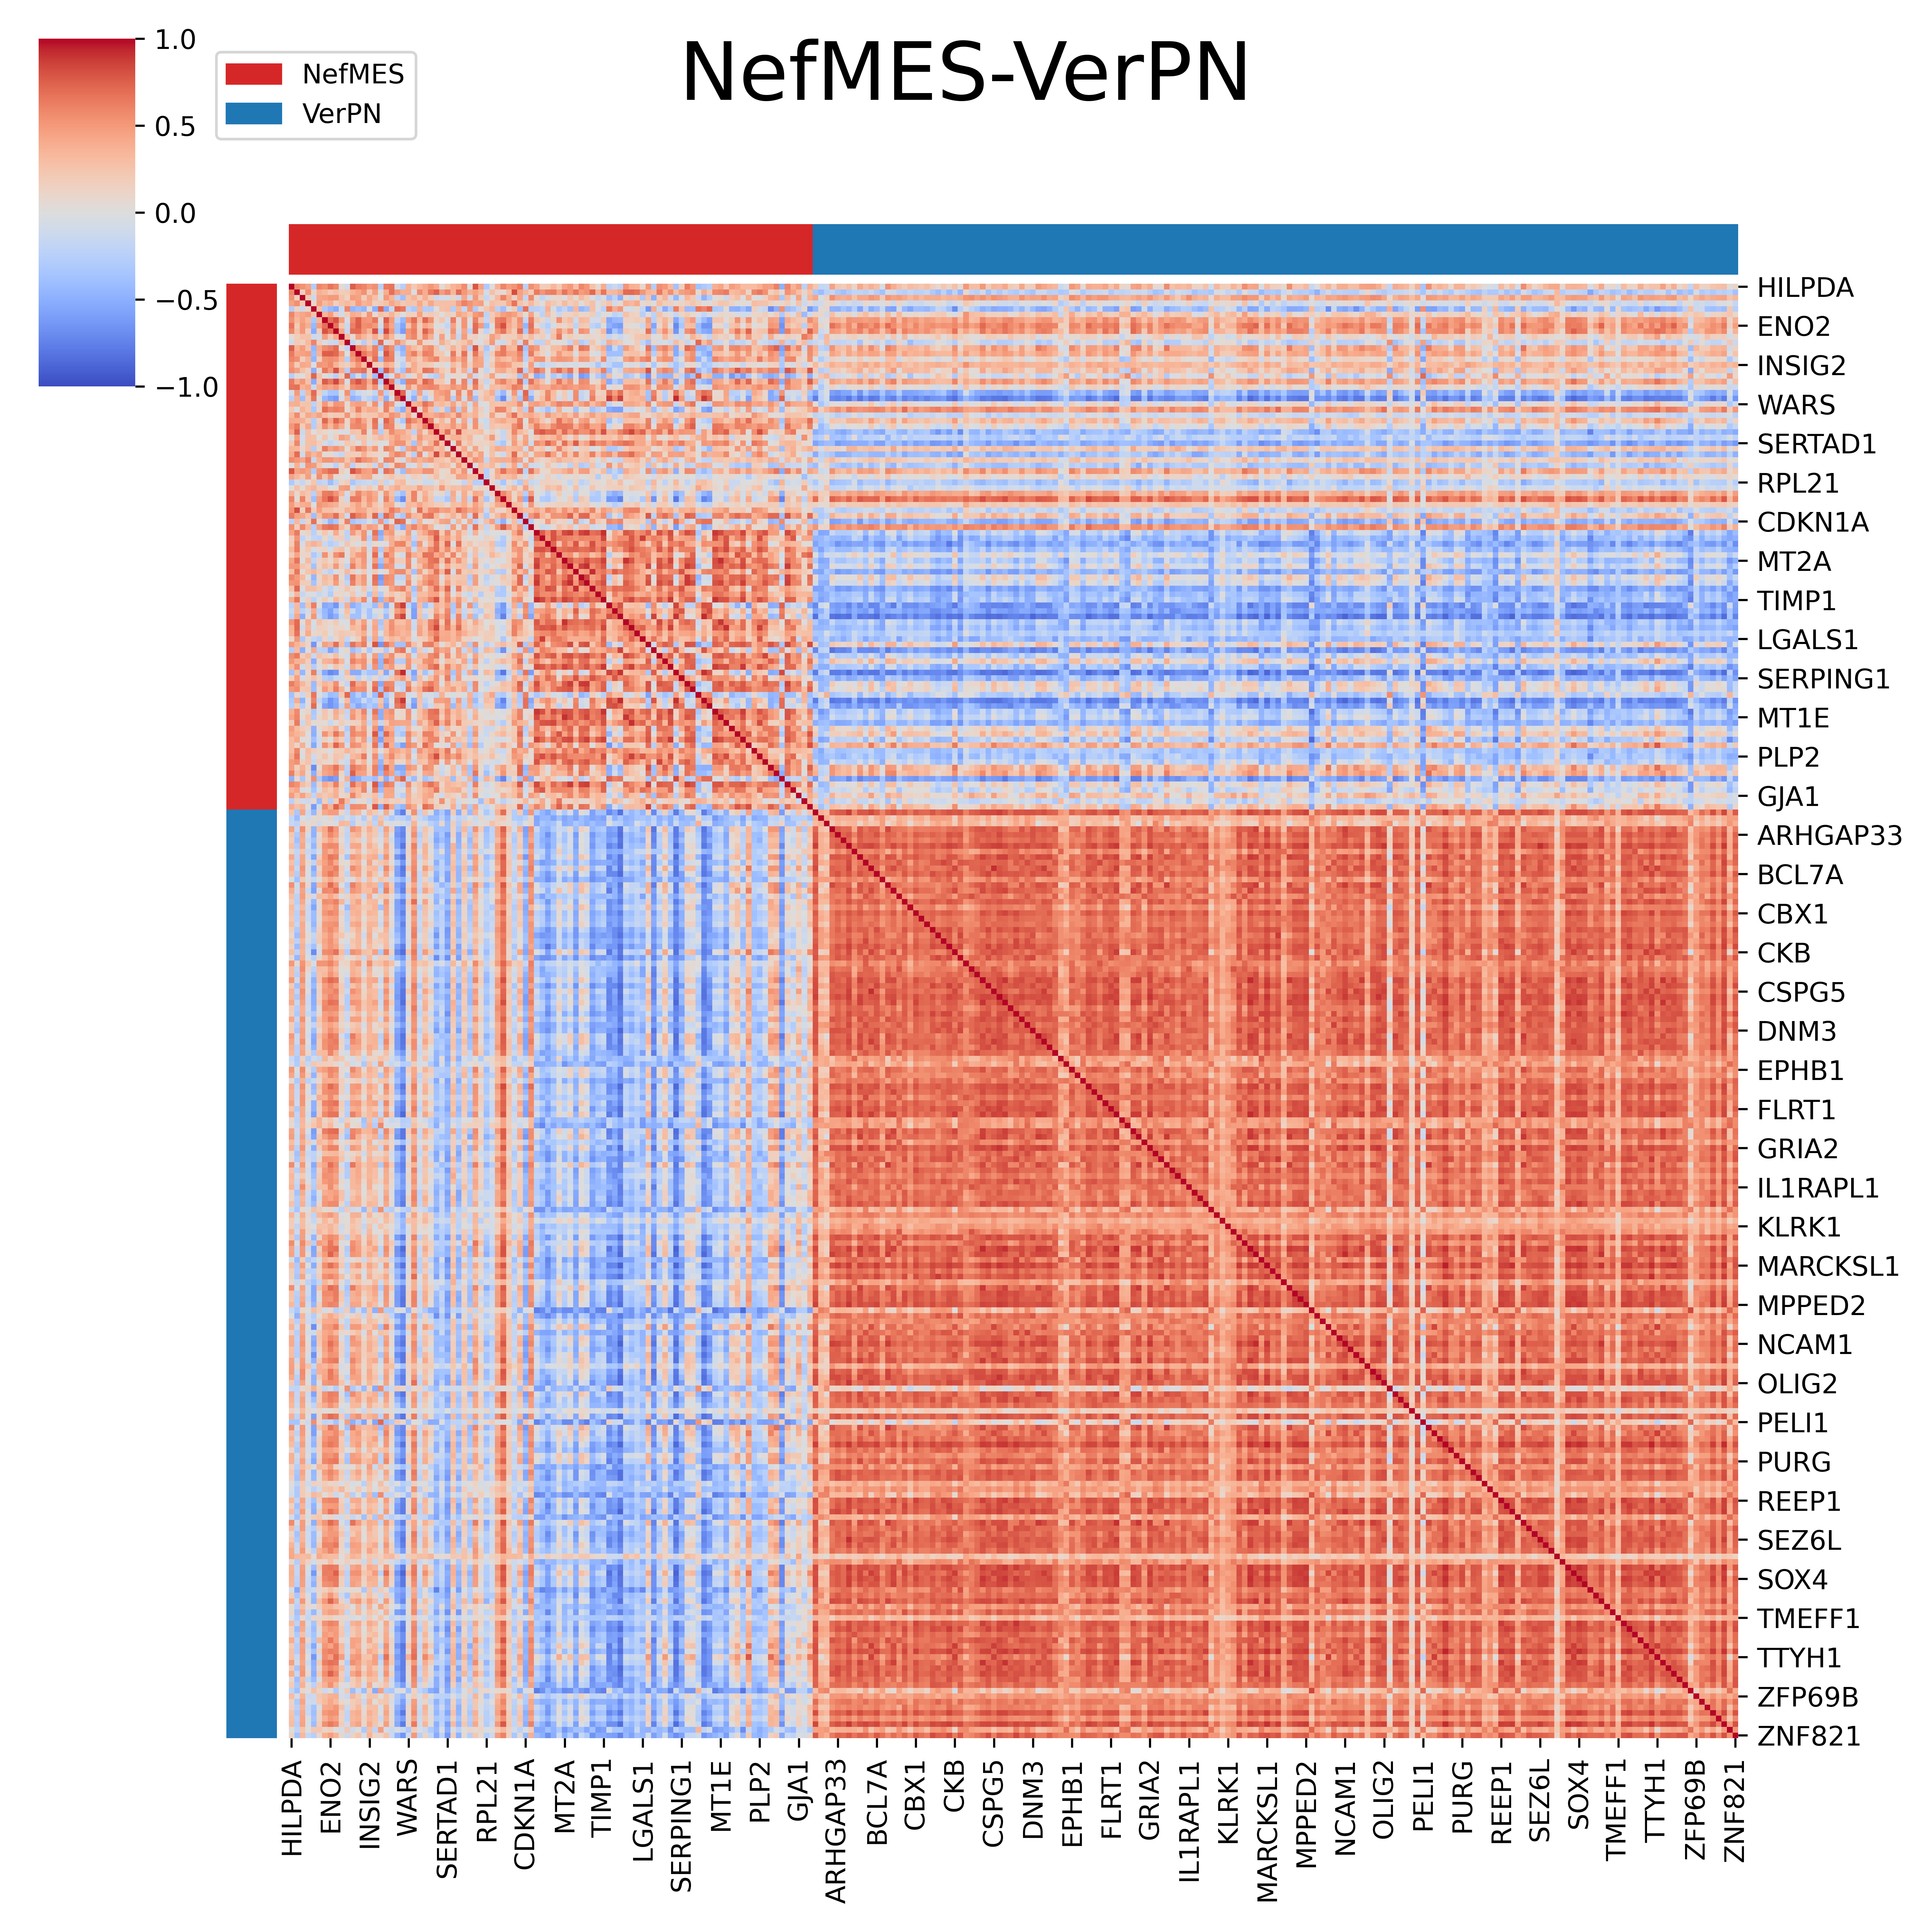 NefMES-VerPN
1.0
0.5
0.0
−0.5
−1.0
NefMES
VerPN
HILPDA
ENO2
INSIG2
WARS
SERTAD1
RPL21
CDKN1A
MT2A
TIMP1
LGALS1
SERPING1
MT1E
PLP2
GJA1
ARHGAP33
BCL7A
CBX1
CKB
CSPG5
DNM3
EPHB1
FLRT1
GRIA2
IL1RAPL1
KLRK1
MARCKSL1
MPPED2
NCAM1
OLIG2
PELI1
PURG
REEP1
SEZ6L
SOX4
TMEFF1
TTYH1
ZFP69B
ZNF821
HILPDA
ENO2
INSIG2
WARS
SERTAD1
RPL21
CDKN1A
MT2A
TIMP1
LGALS1
SERPING1
MT1E
PLP2
GJA1
ARHGAP33
BCL7A
CBX1
CKB
CSPG5
DNM3
EPHB1
FLRT1
GRIA2
IL1RAPL1
KLRK1
MARCKSL1
MPPED2
NCAM1
OLIG2
PELI1
PURG
REEP1
SEZ6L
SOX4
TMEFF1
TTYH1
ZFP69B
ZNF821